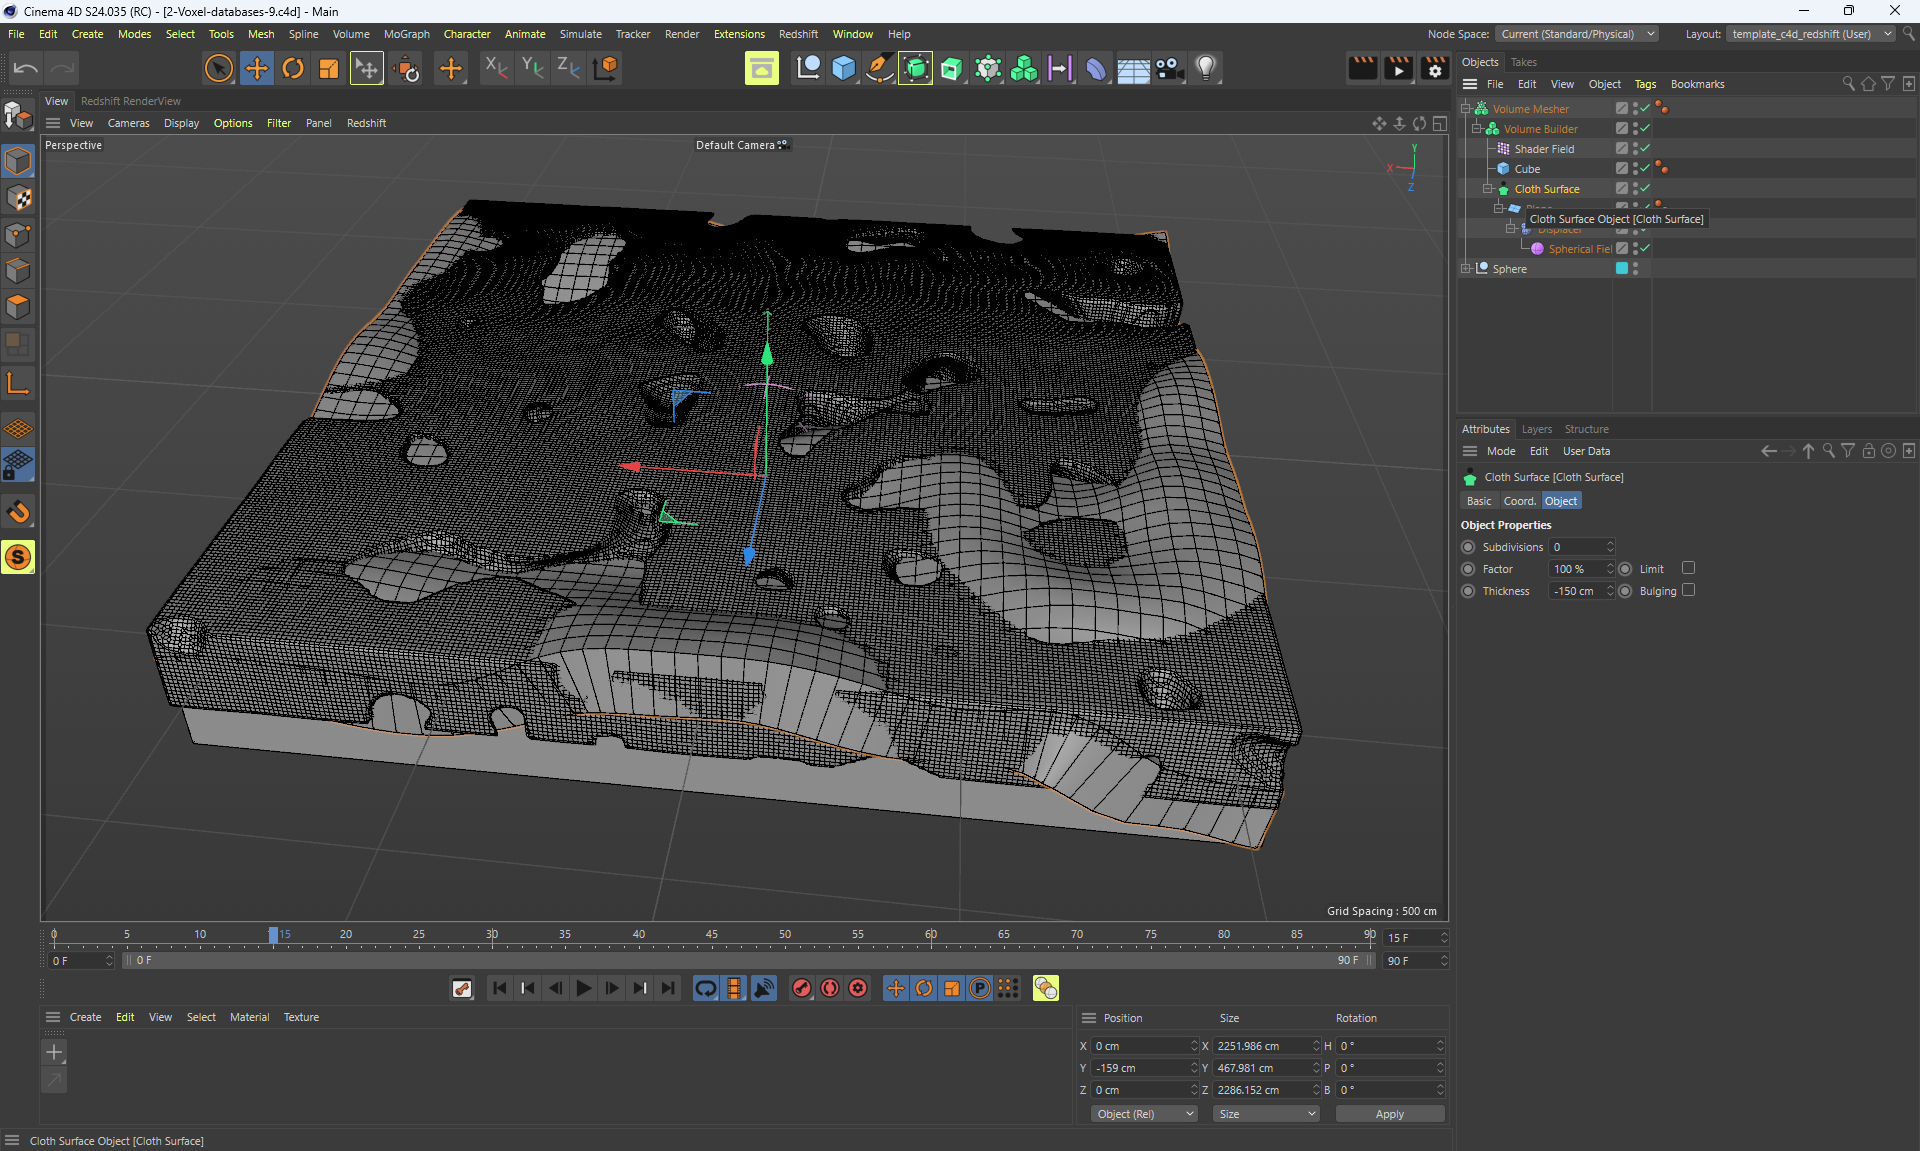 Cinema 4D S24.035 (RC) - [2-Voxel-databases-9.c4d] - Main
File Edit Create Modes Select Tools Mesh Spline Volume MoGraph Character Animate Simulate Tracker Render Extensions Redshift Window Help
Node Space: Current (Standard/Physical) Layout: template_c4d_redshift (User)
X Y Z
Objects Takes
File Edit View Object Tags Bookmarks
View Redshift RenderView
View Cameras Display Options Filter Panel Redshift
Perspective
Default Camera
Y
X
Z
Volume Mesher
Volume Builder
Shader Field
Cube
Cloth Surface
Cloth Surface Object [Cloth Surface]
Displacer
Spherical Fiel
Sphere
Attributes Layers Structure
Mode Edit User Data
Cloth Surface [Cloth Surface]
Basic Coord. Object
Object Properties
Subdivisions 0
Factor 100 % Limit
Thickness -150 cm Bulging
Grid Spacing : 500 cm
0 5 10 15 20 25 30 35 40 45 50 55 60 65 70 75 80 85 90 15 F
0 F 0 F 90 F 90 F
Create Edit View Select Material Texture
Position Size Rotation
X 0 cm X 2251.986 cm H 0 °
Y -159 cm Y 467.981 cm P 0 °
Z 0 cm Z 2286.152 cm B 0 °
Object (Rel) Size Apply
Cloth Surface Object [Cloth Surface]